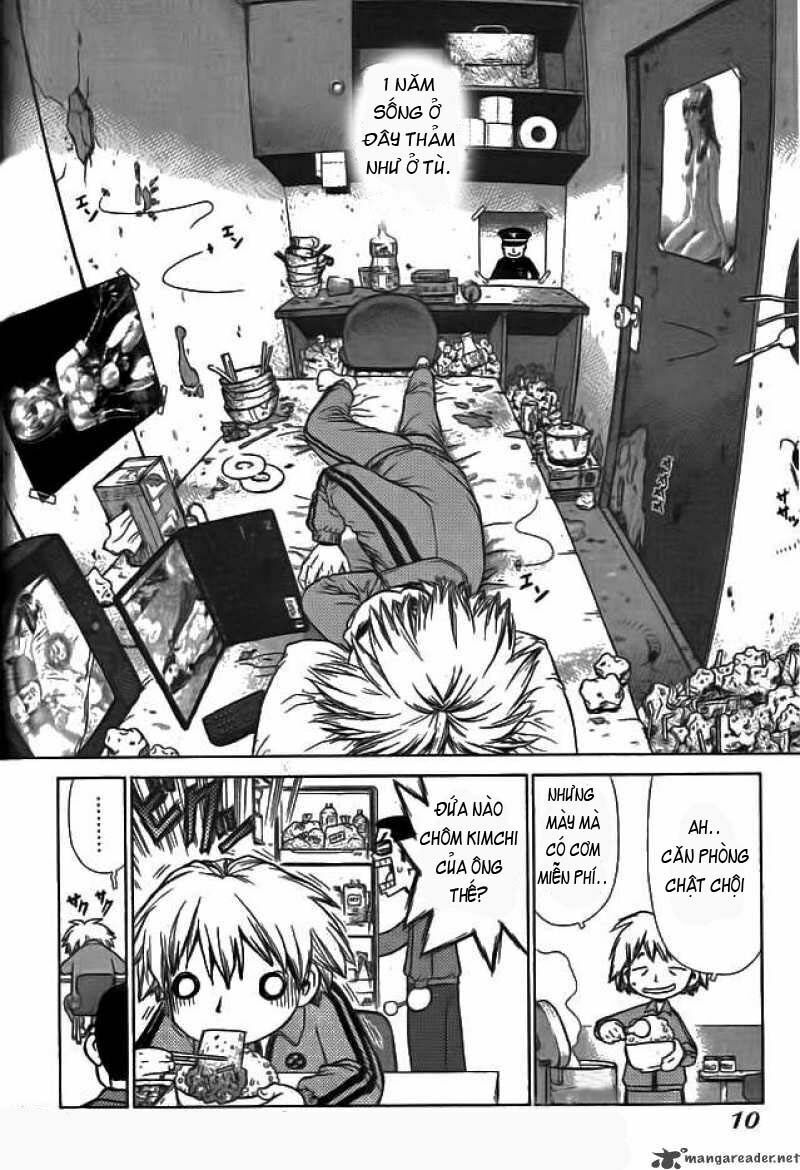 1 NĂM
SỐNG Ở
ĐÂY THẢM
NHƯ Ở TÙ.
AH..
CĂN PHÒNG
CHẬT CHỘI
NHƯNG
MÀY MÀ
CÓ CƠM
MIỄN PHÍ..
ĐỨA NÀO
CHÔM KIMCHI
CỦA ÔNG
THẾ?
.......
10
mangareader.net